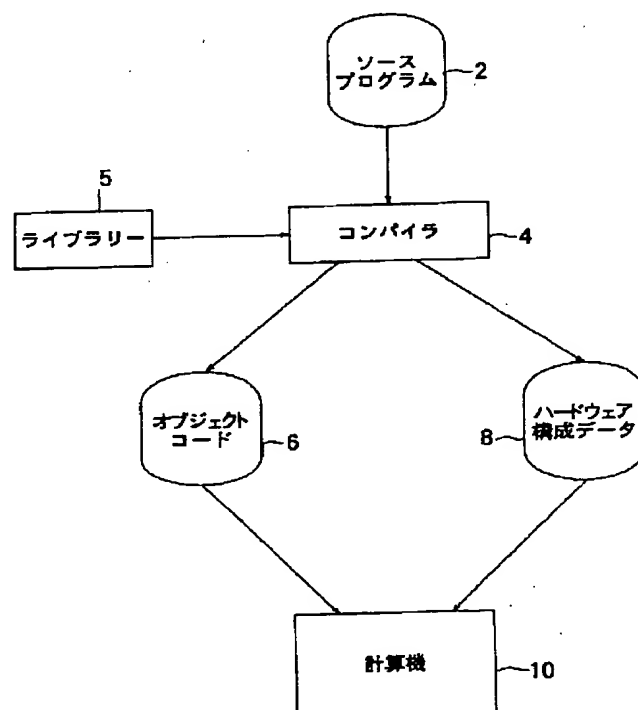 ソース
プログラム
2
5
ライブラリー
コンパイラ
4
オブジェクト
コード
6
ハードウェア
構成データ
8
計算機
10